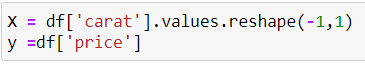 X = df['carat'].values.reshape(-1,1)
y =df['price']